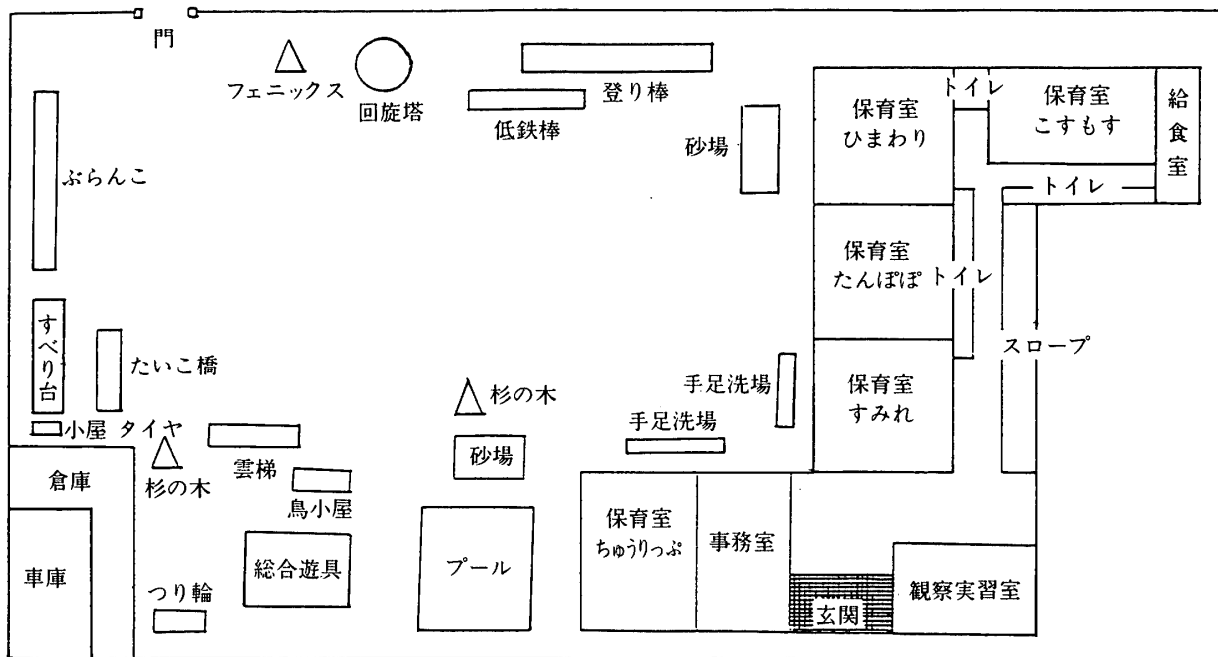 門
フェニックス
回旋塔
登り棒
低鉄棒
砂場
ぶらんこ
保育室
ひまわり
トイレ
保育室
こすもす
給食室
トイレ
保育室
たんぽぽ
トイレ
スロープ
すべり台
たいこ橋
杉の木
手足洗場
手足洗場
保育室
すみれ
小屋
タイヤ
杉の木
雲梯
鳥小屋
砂場
倉庫
車庫
つり輪
総合遊具
プール
保育室
ちゅうりっぷ
事務室
玄関
観察実習室